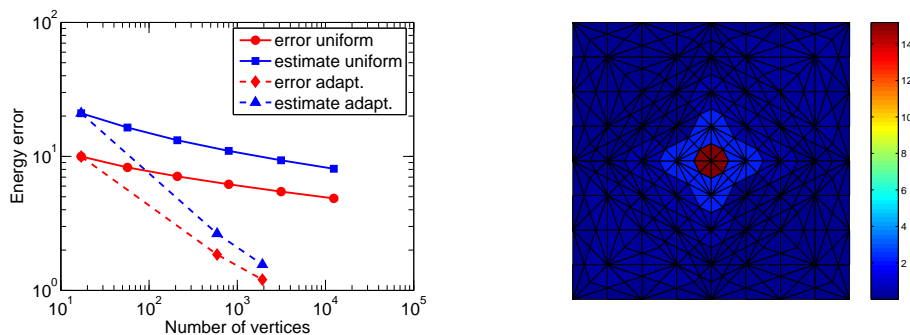 10^2
10^1
10^0
Energy error
error uniform
estimate uniform
error adapt.
estimate adapt.
10^1 10^2 10^3 10^4 10^5
Number of vertices
14
12
10
8
6
4
2